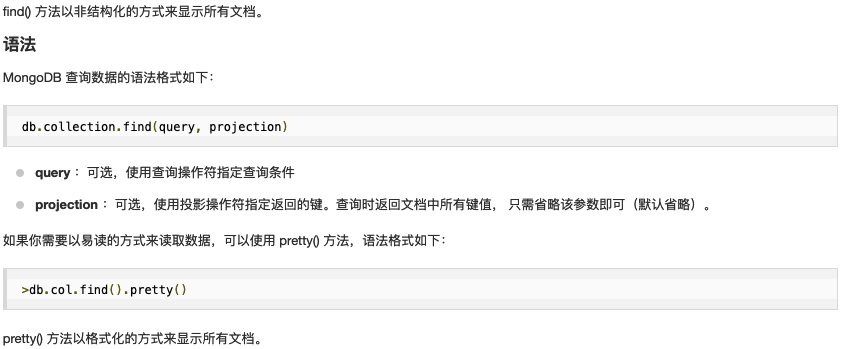 find() 方法以非结构化的方式来显示所有文档。
语法
MongoDB 查询数据的语法格式如下：
db.collection.find(query, projection)
query ：可选，使用查询操作符指定查询条件
projection ：可选，使用投影操作符指定返回的键。查询时返回文档中所有键值， 只需省略该参数即可（默认省略）。
如果你需要以易读的方式来读取数据，可以使用 pretty() 方法，语法格式如下：
>db.col.find().pretty()
pretty() 方法以格式化的方式来显示所有文档。